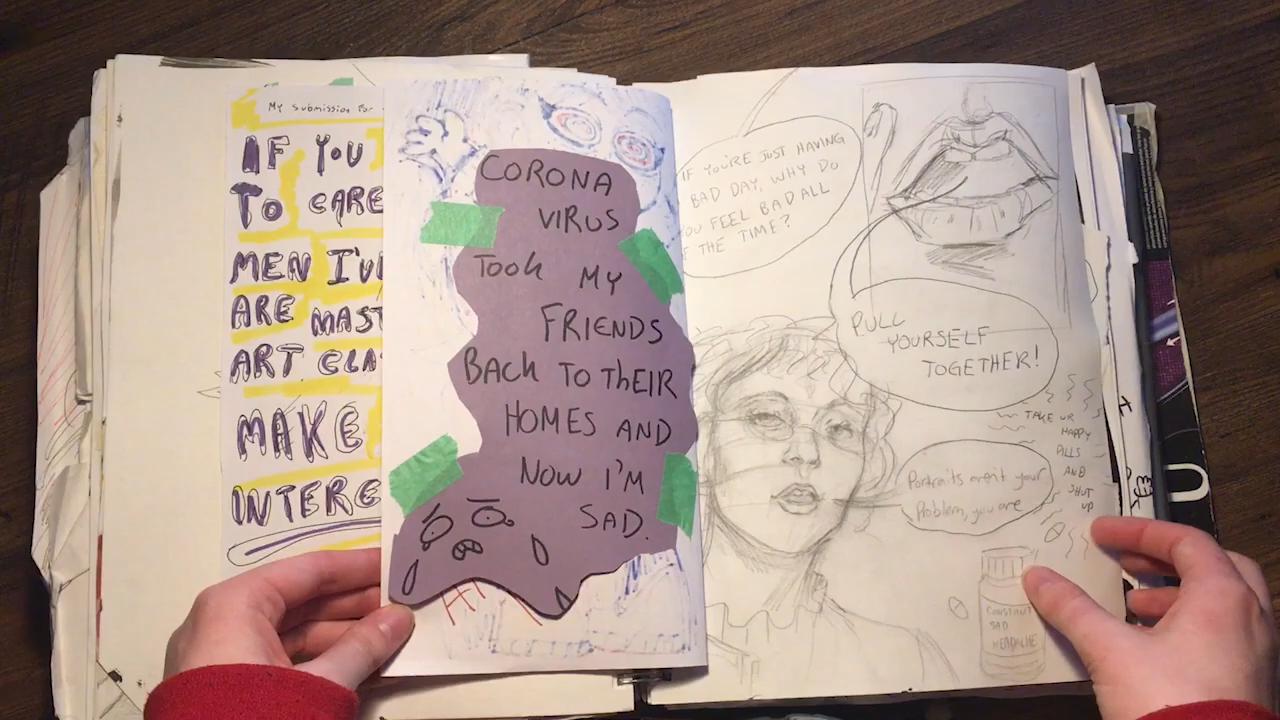 My submission for
IF YOU
TO CARE
MEN I'V
ARE MAST
ART CLA
MAKE
INTERE
CORONA
VIRUS
TOOK MY
FRIENDS
BACK TO THEIR
HOMES AND
NOW I'M
SAD.
IF YOU'RE JUST HAVING
BAD DAY, WHY DO
YOU FEEL BAD ALL
THE TIME?
PULL
YOURSELF
TOGETHER!
TAKE UR
HAPPY
PILLS
AND
SHUT
UP
Portraits aren't your
Problem, you are
CONSTANT
SAD
HEADACHE